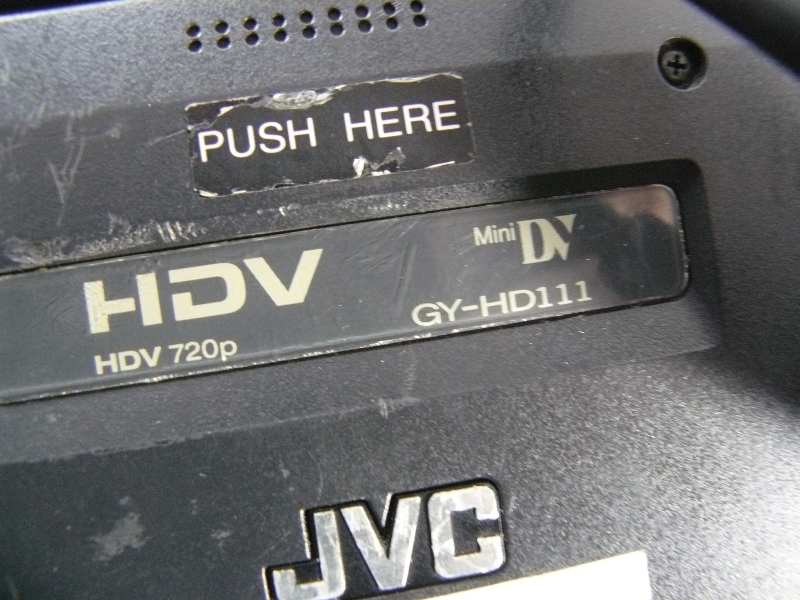 PUSH HERE
HDV
HDV 720p
Mini DV
GY-HD111
JVC